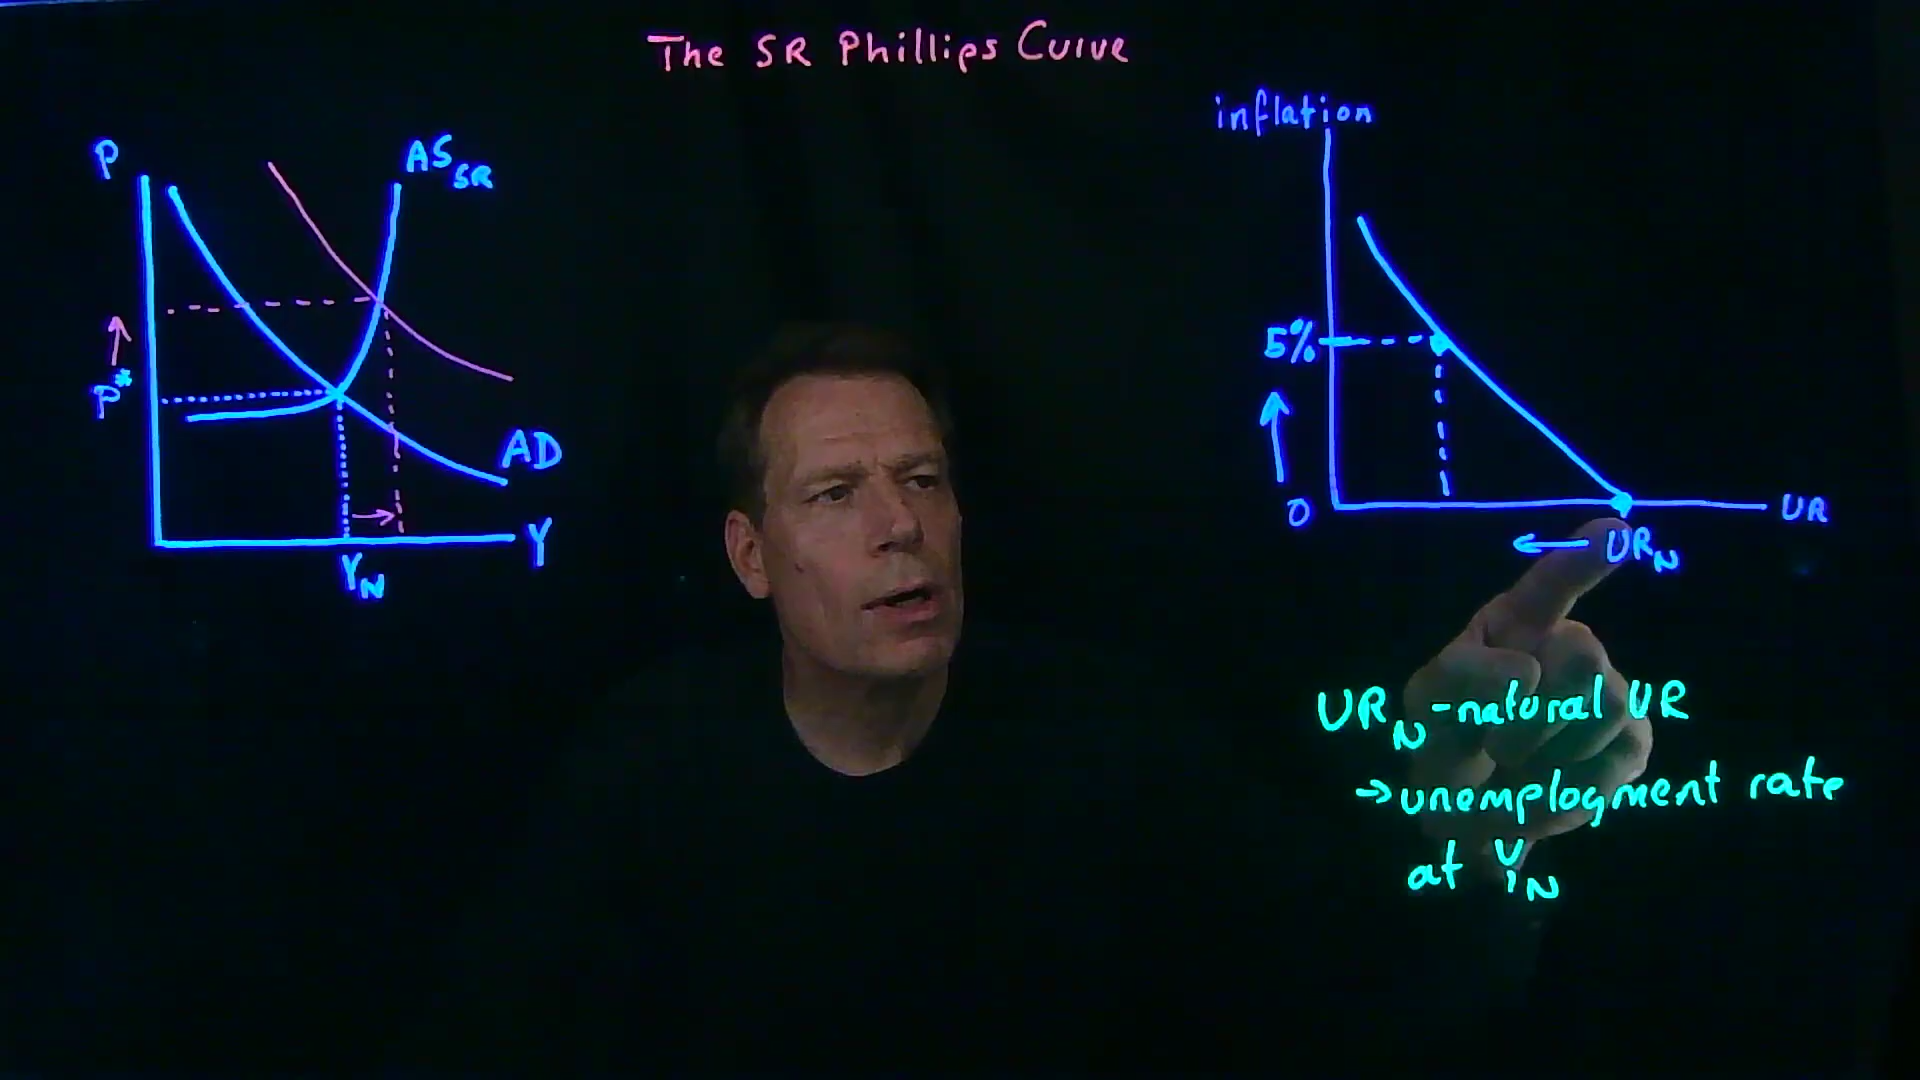 The SR Phillips Curve
P
AS SR
P*
AD
Y
Y N
inflation
5%
0
UR
UR N
UR N - natural UR
→ unemployment rate
at Y N